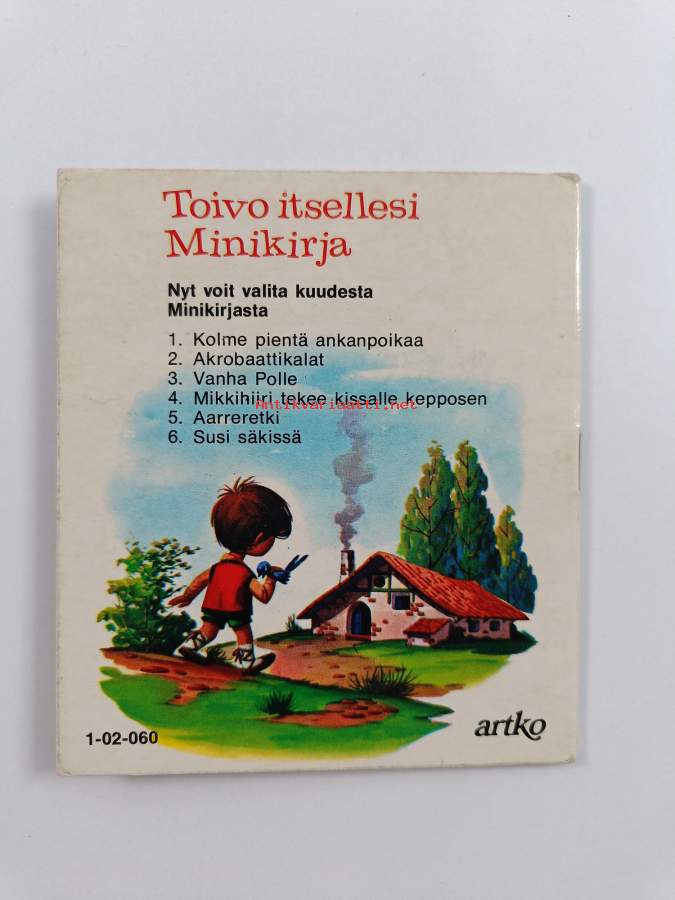 Toivo itsellesi
Minikirja
Nyt voit valita kuudesta
Minikirjasta
1. Kolme pientä ankanpoikaa
2. Akrobaattikalat
3. Vanha Polle
4. Mikkihiiri tekee kissalle kepposen
Antikvariaatti.net
5. Aarreretki
6. Susi säkissä
1-02-060
artko